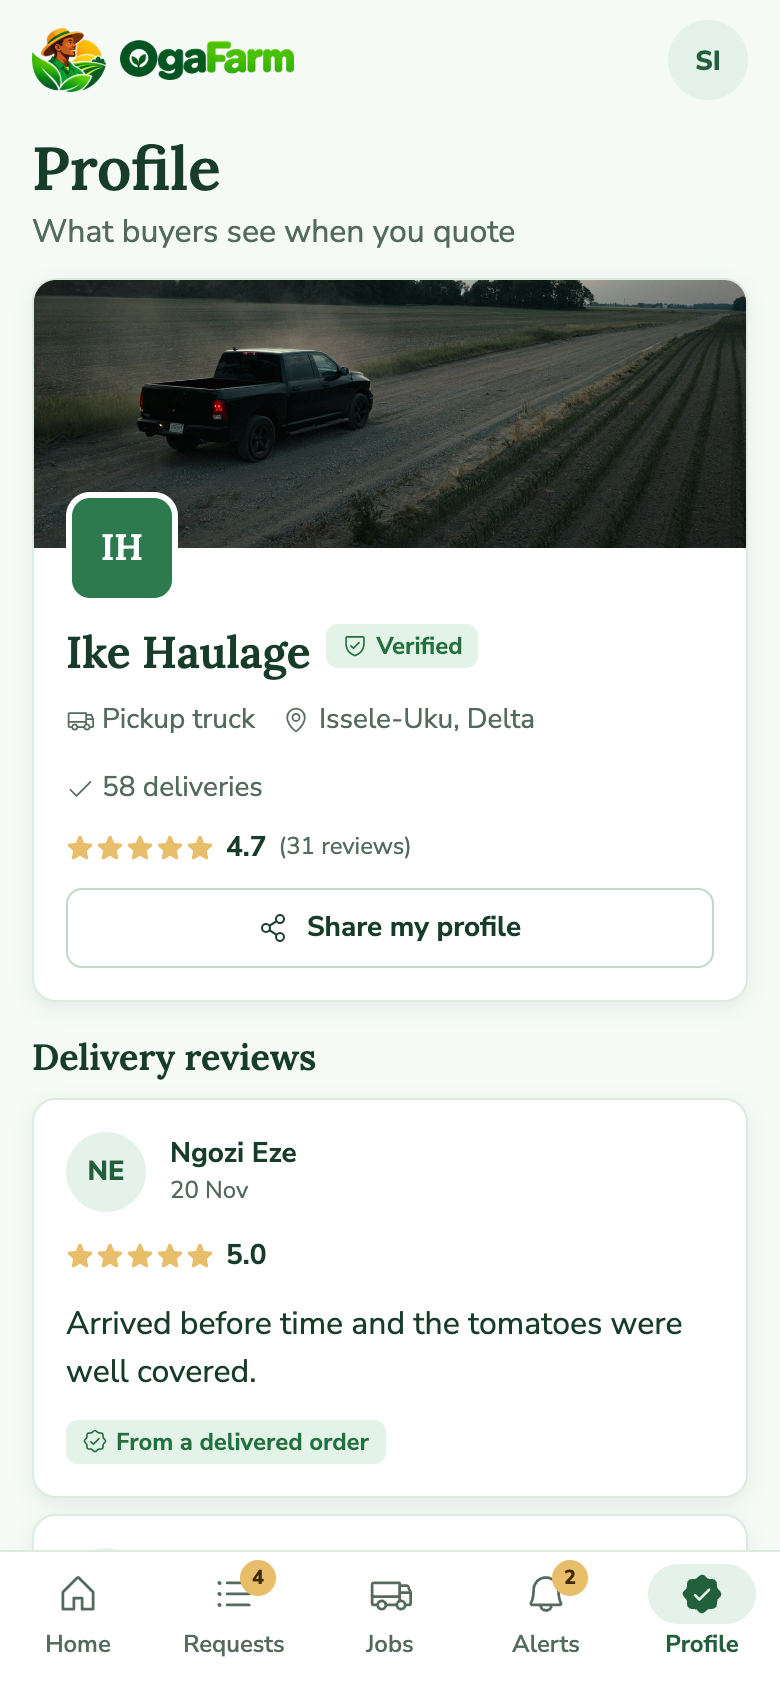 OgaFarm
SI
Profile
What buyers see when you quote
IH
Ike Haulage
Verified
Pickup truck
Issele-Uku, Delta
58 deliveries
4.7 (31 reviews)
Share my profile
Delivery reviews
NE
Ngozi Eze
20 Nov
5.0
Arrived before time and the tomatoes were
well covered.
From a delivered order
4
2
Home
Requests
Jobs
Alerts
Profile